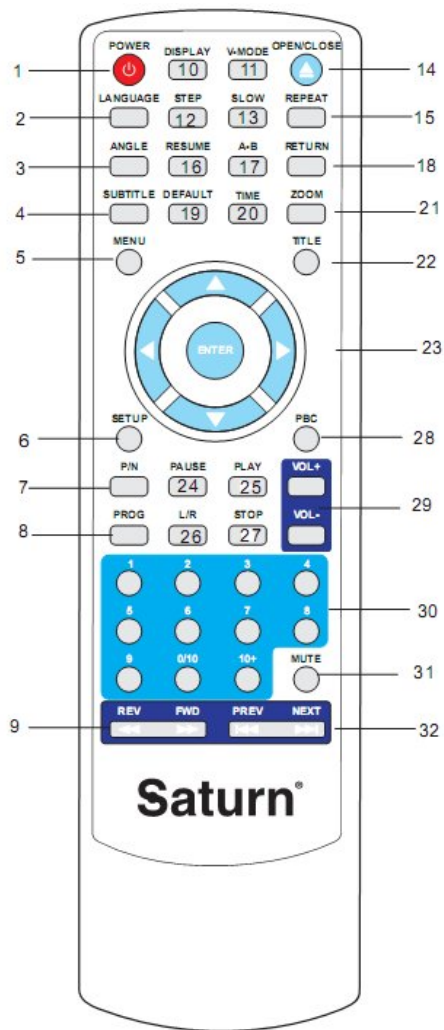 POWER DISPLAY V-MODE OPEN/CLOSE
1 10 11 14
LANGUAGE STEP SLOW REPEAT
2 12 13 15
ANGLE RESUME A-B RETURN
3 16 17 18
SUBTITLE DEFAULT TIME ZOOM
4 19 20 21
MENU TITLE
5 22
ENTER 23
SETUP PBC
6 28
P/N PAUSE PLAY VOL+
7 24 25
29
PROG L/R STOP VOL-
8 26 27
1 2 3 4
30
5 6 7 8
9 0/10 10+ MUTE
31
REV FWD PREV NEXT
9 32
Saturn®